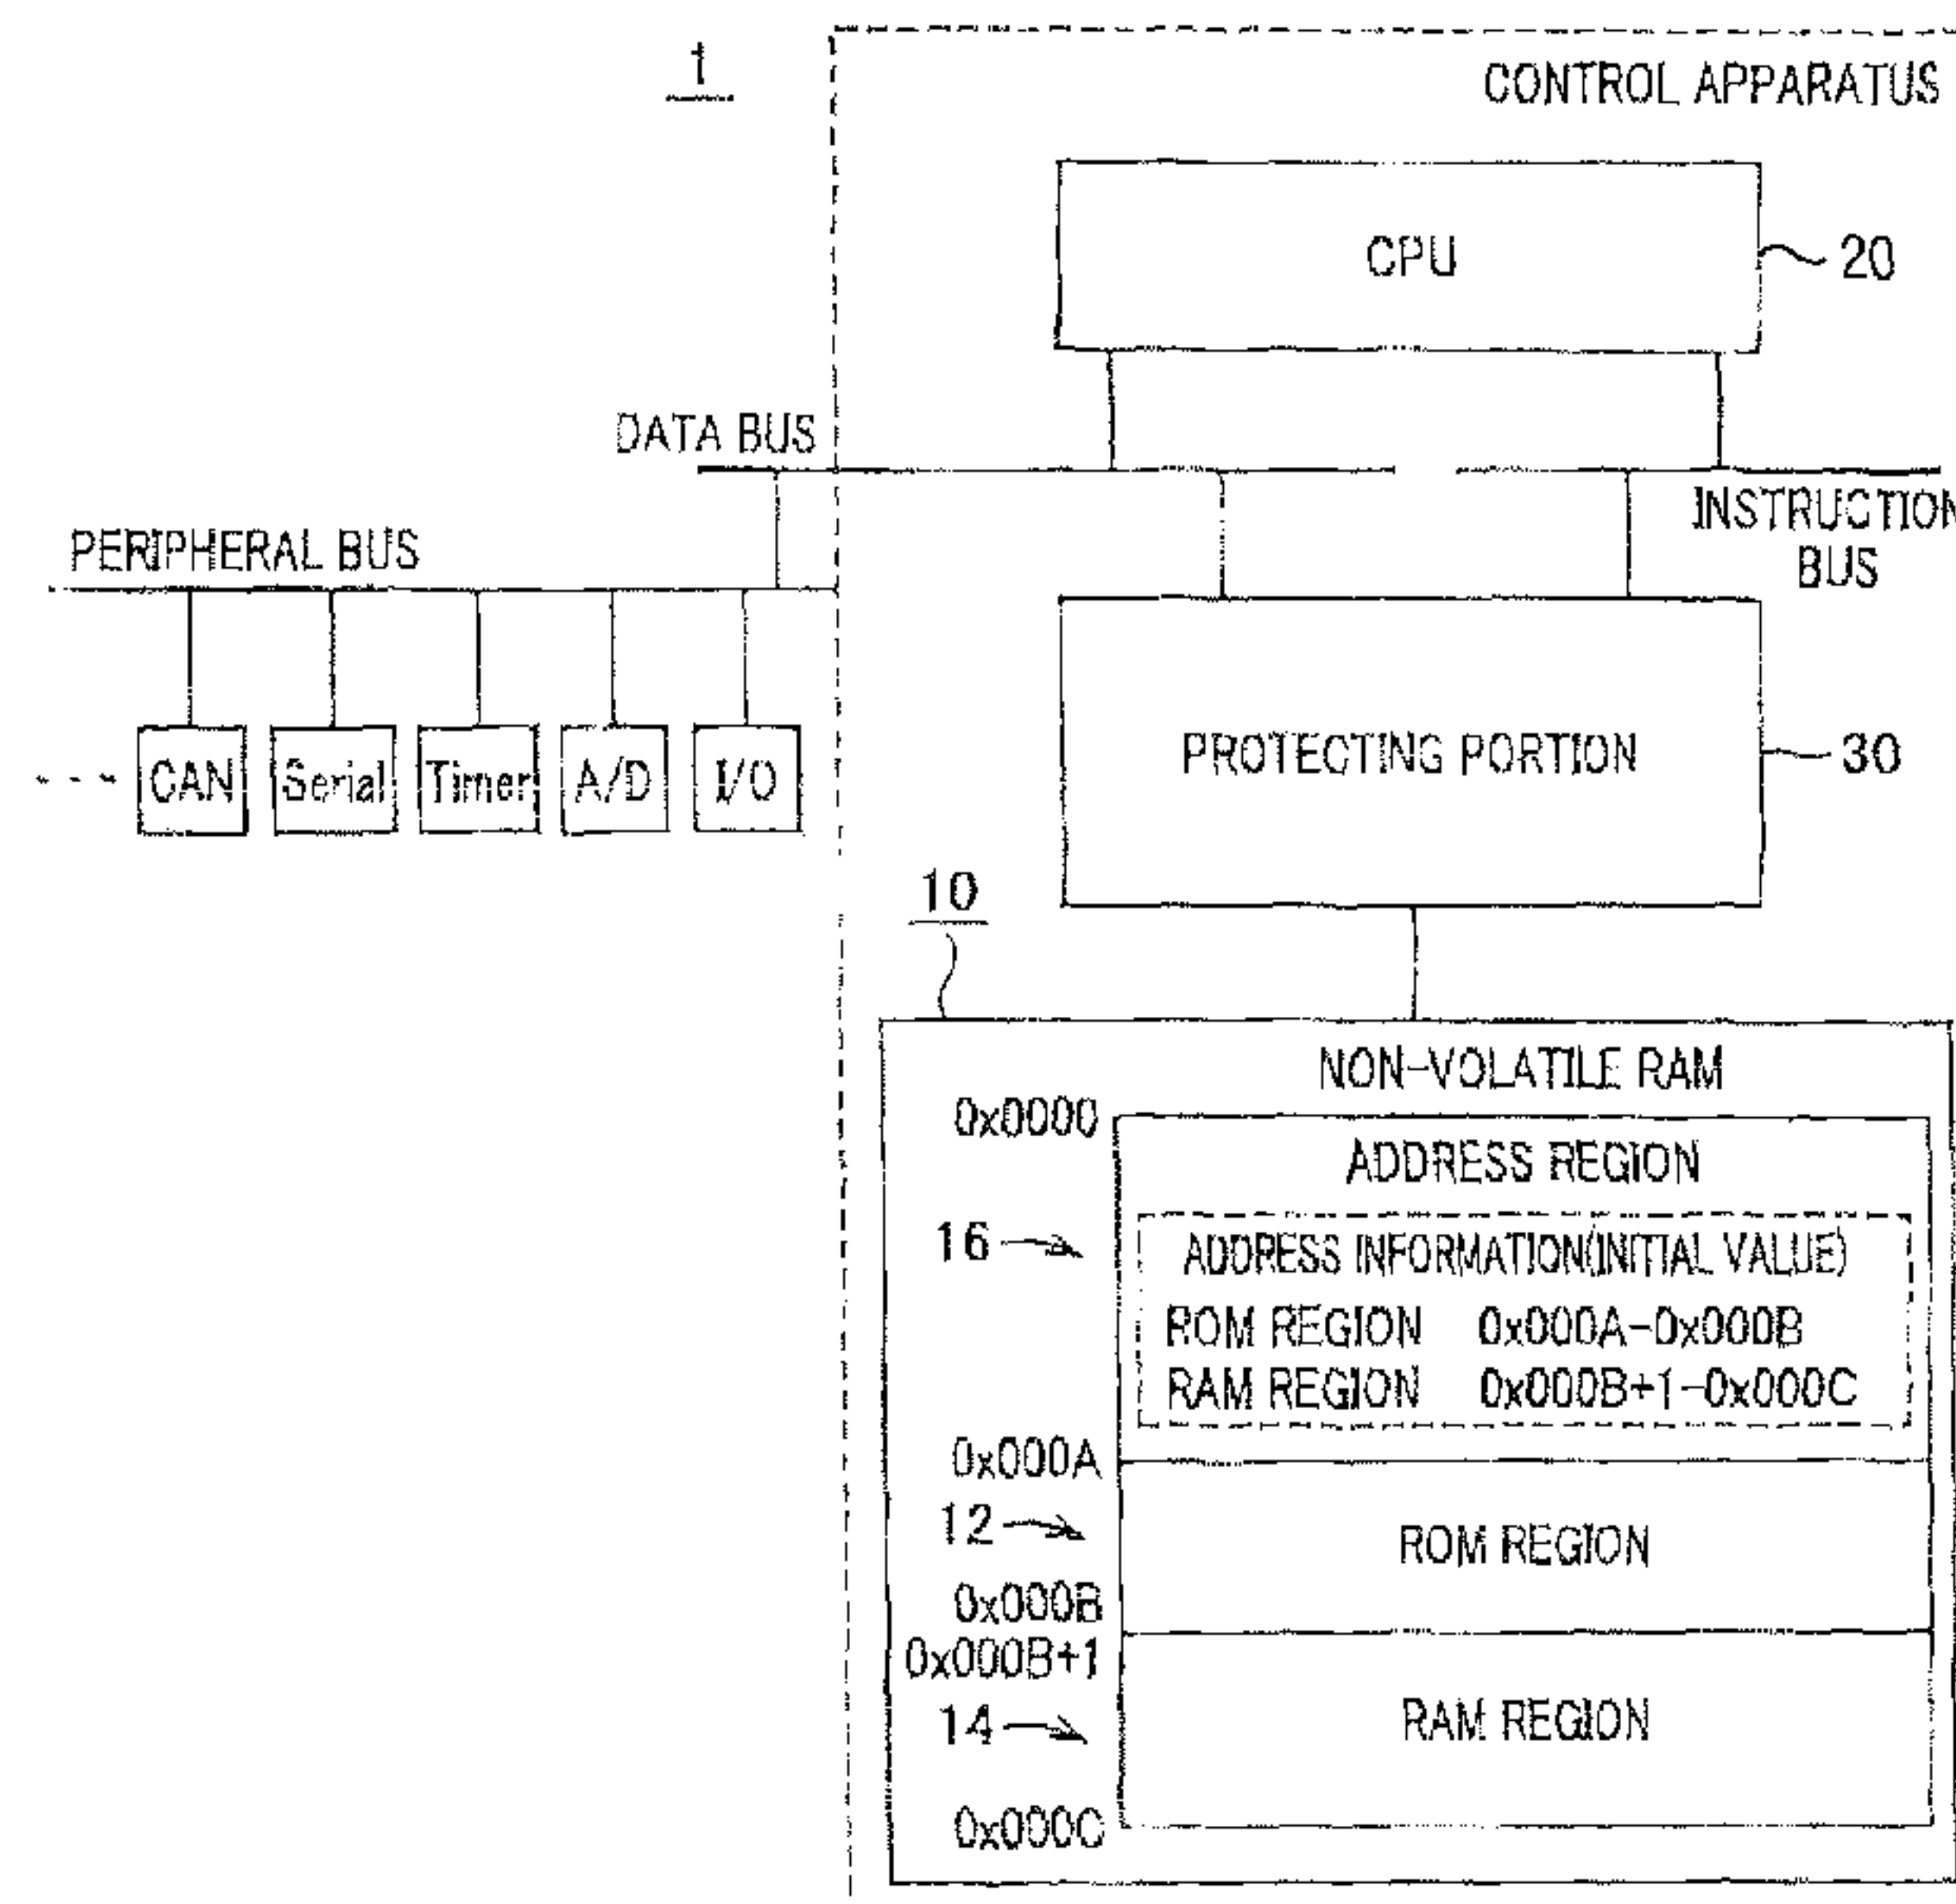 1
CONTROL APPARATUS
CPU
20
DATA BUS
INSTRUCTION
BUS
PERIPHERAL BUS
CAN
Serial
Timer
A/D
I/O
PROTECTING PORTION
30
10
NON-VOLATILE RAM
0x0000
ADDRESS REGION
16
ADDRESS INFORMATION(INITIAL VALUE)
ROM REGION 0x000A-0x000B
RAM REGION 0x000B+1-0x000C
0x000A
12
ROM REGION
0x000B
0x000B+1
14
RAM REGION
0x000C